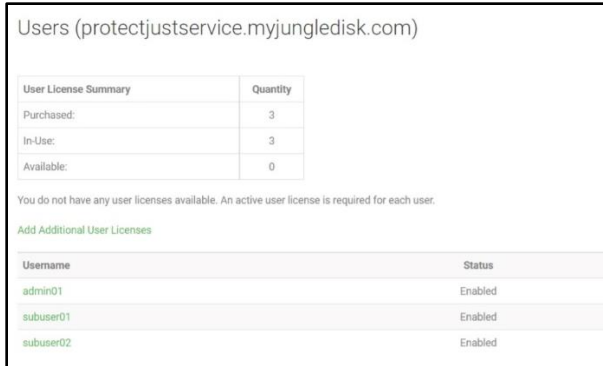 Users (protectjustservice.myjungledisk.com)
User License Summary Quantity
Purchased: 3
In-Use: 3
Available: 0
You do not have any user licenses available. An active user license is required for each user.
Add Additional User Licenses
Username Status
admin01 Enabled
subuser01 Enabled
subuser02 Enabled